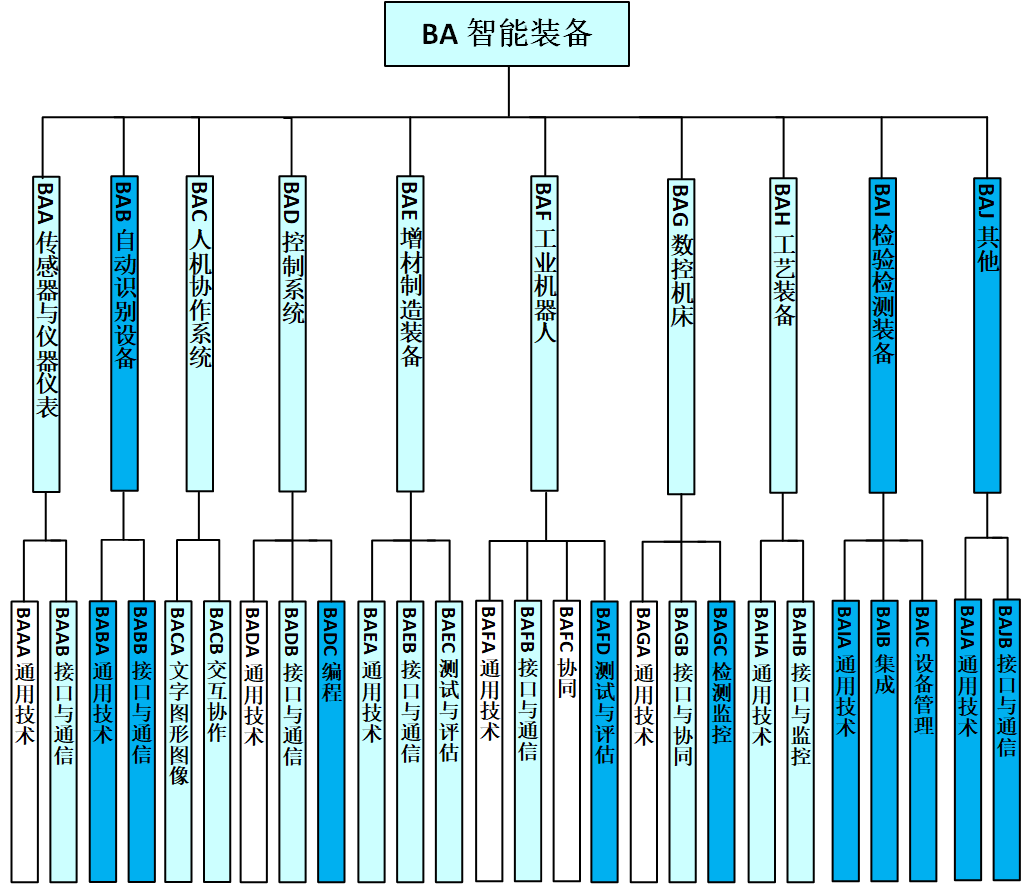 BA 智能装备
BAA 传感器与仪器仪表
BAB 自动识别设备
BAC 人机协作系统
BAD 控制系统
BAE 增材制造装备
BAF 工业机器人
BAG 数控机床
BAH 工艺装备
BAI 检验检测装备
BAJ 其他
BAAA 通用技术
BAAB 接口与通信
BABA 通用技术
BABB 接口与通信
BACA 文字图形图像
BACB 交互协作
BADA 通用技术
BADB 接口与通信
BADC 编程
BAEA 通用技术
BAEB 接口与通信
BAEC 测试与评估
BAFA 通用技术
BAFB 接口与通信
BAFC 协同
BAFD 测试与评估
BAGA 通用技术
BAGB 接口与协同
BAGC 检测监控
BAHA 通用技术
BAHB 接口与监控
BAIA 通用技术
BAIB 集成
BAIC 设备管理
BAJA 通用技术
BAJB 接口与通信